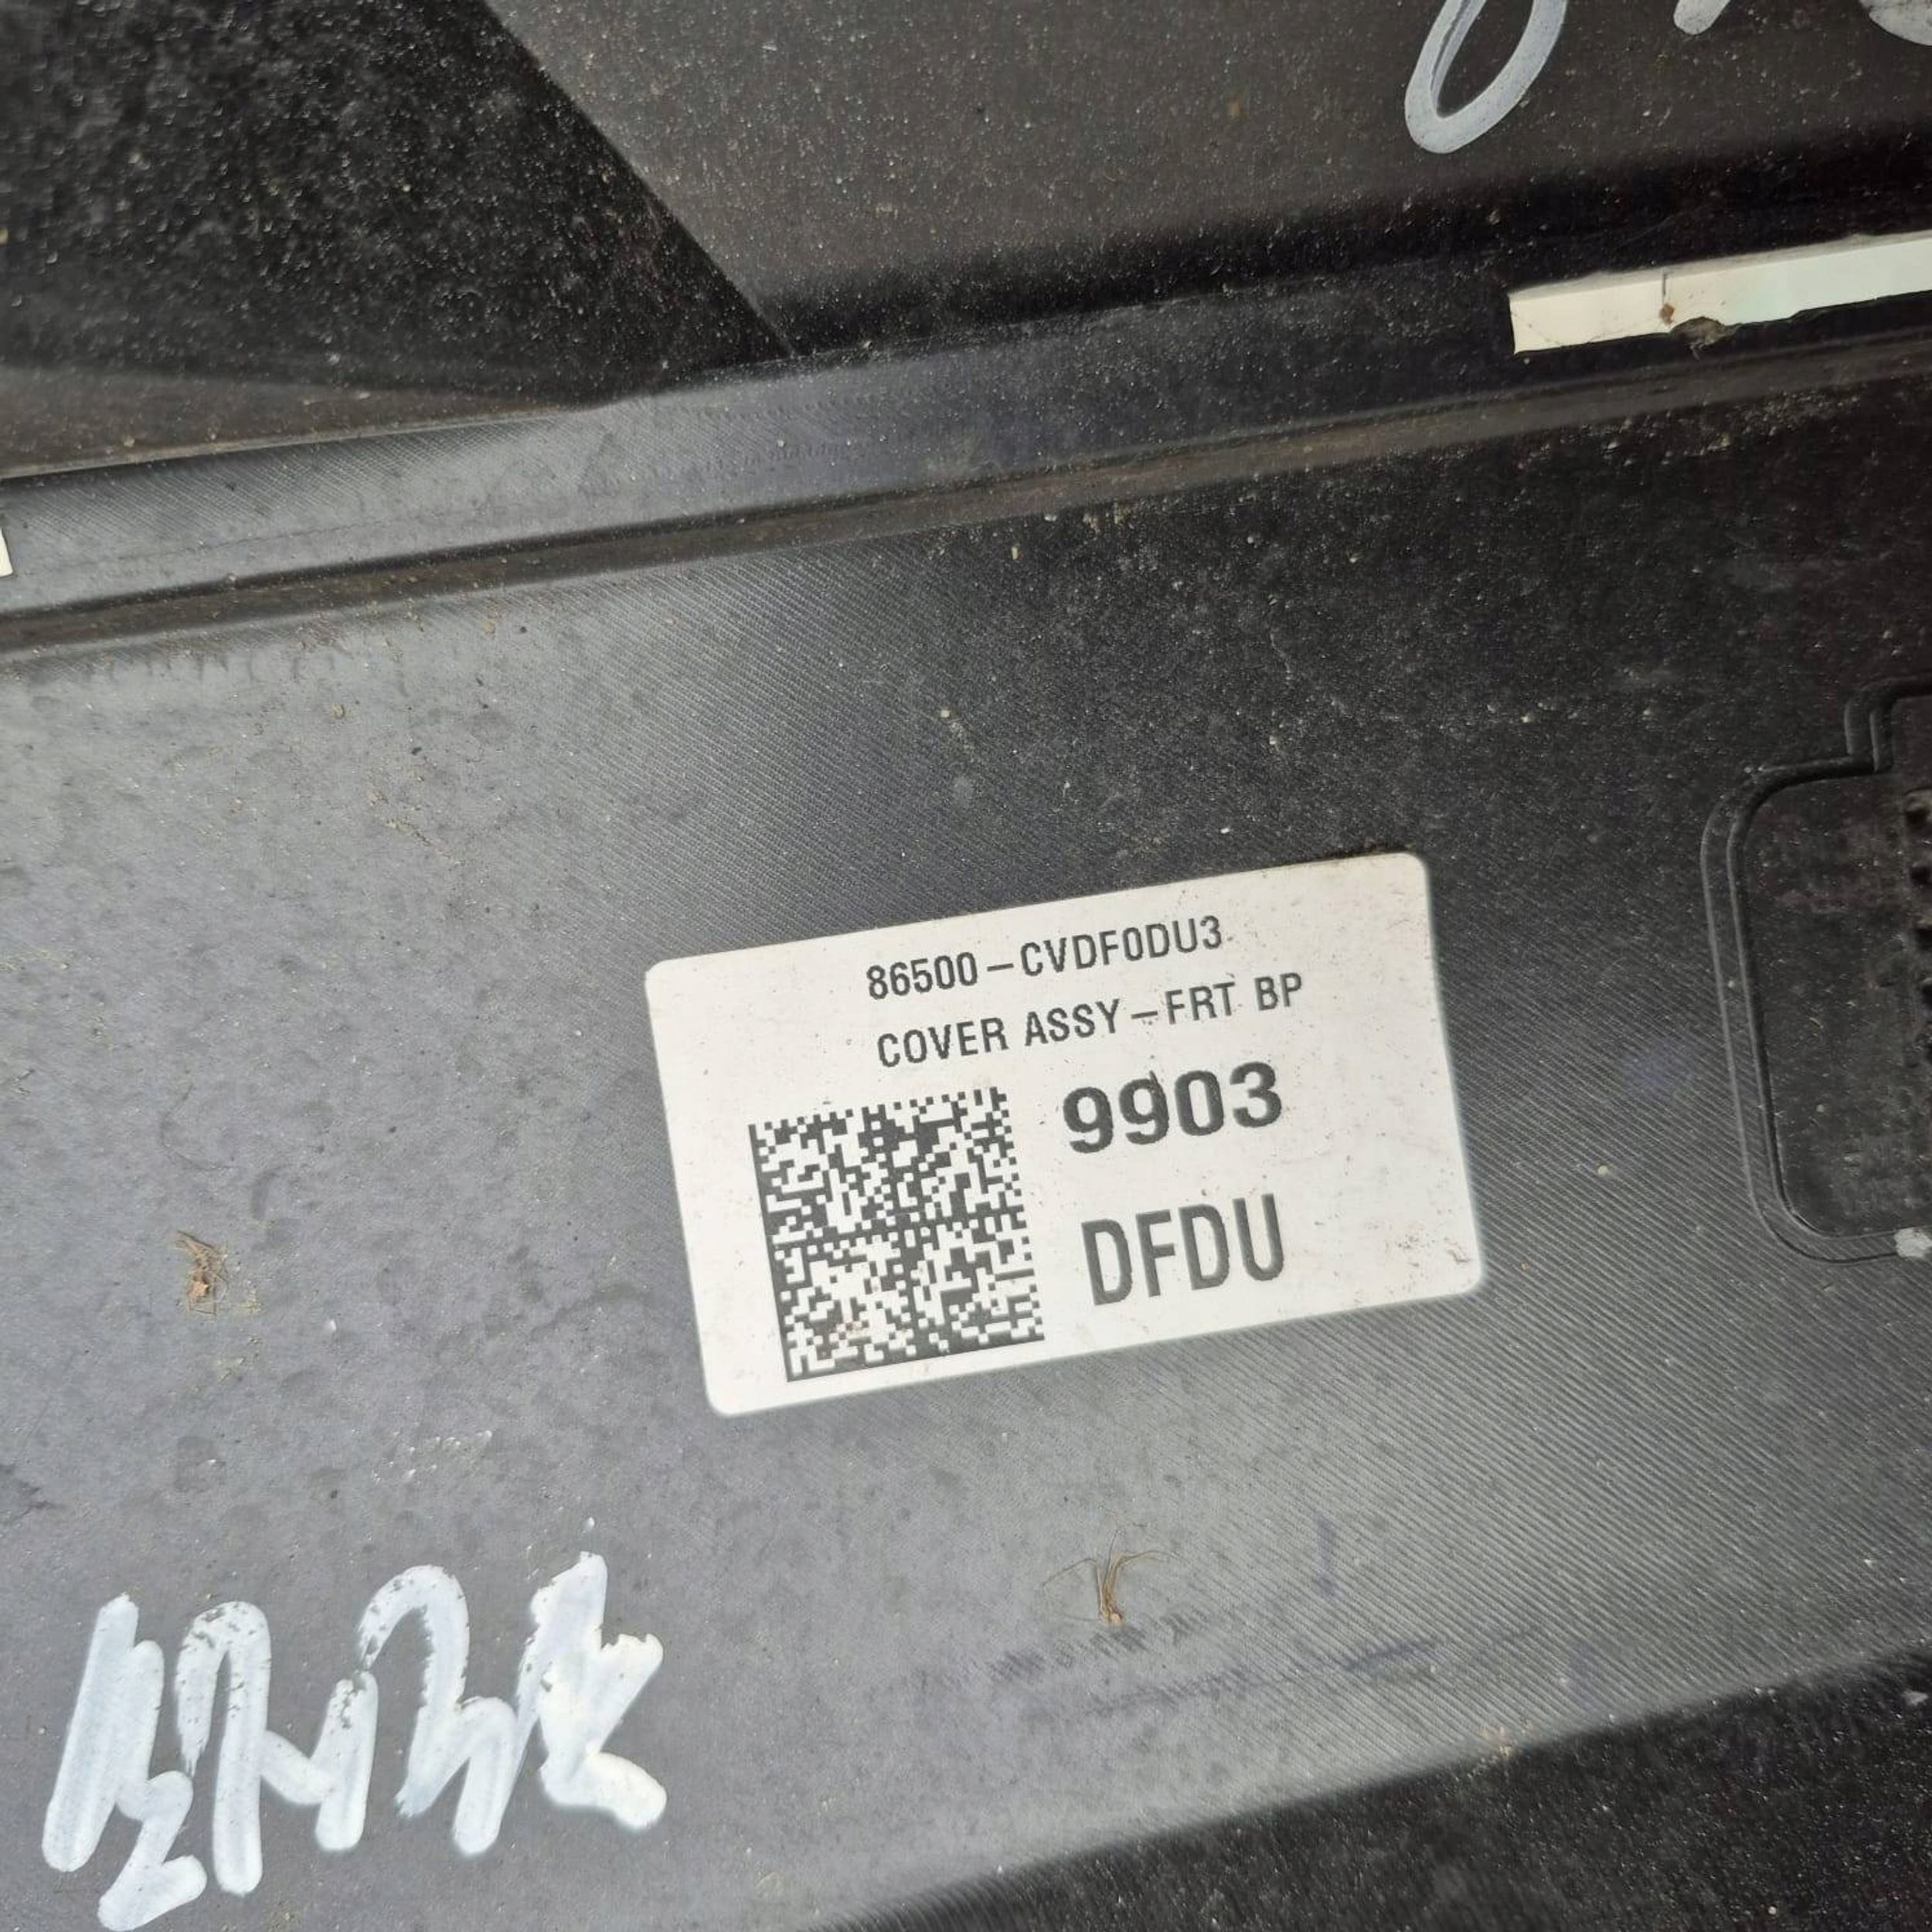 86500-CVDF0DU3
COVER ASSY-FRT BP
9903
DFDU